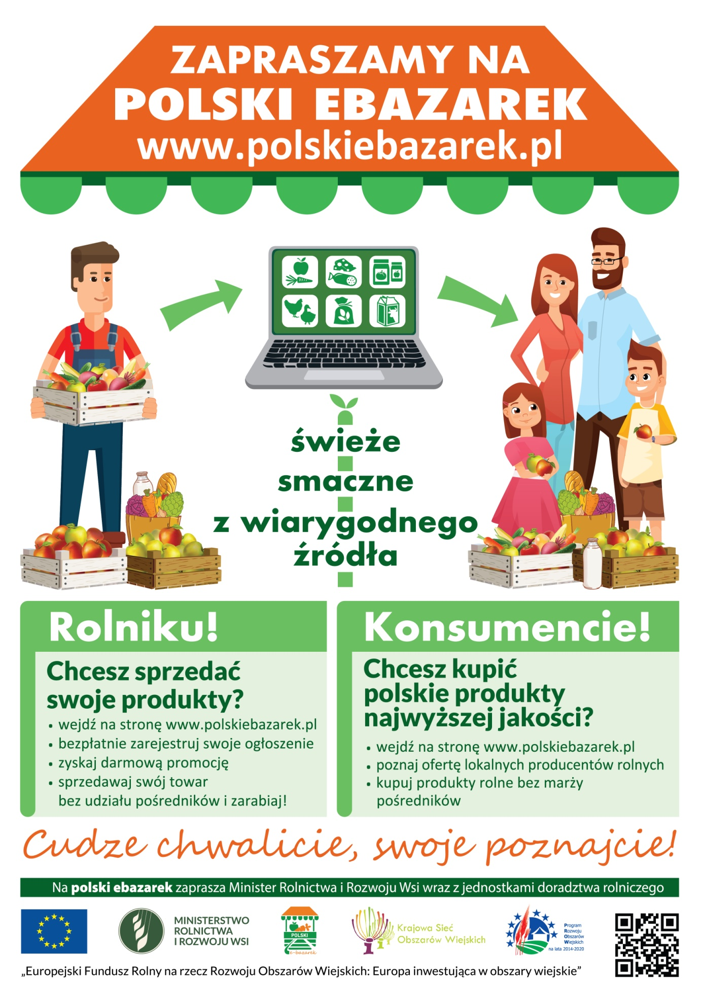 ZAPRASZAMY NA
POLSKI EBAZAREK
www.polskiebazarek.pl
świeże
smaczne
z wiarygodnego
źródła
Rolniku!
Chcesz sprzedać
swoje produkty?
• wejdź na stronę www.polskiebazarek.pl
• bezpłatnie zarejestruj swoje ogłoszenie
• zyskaj darmową promocję
• sprzedawaj swój towar
bez udziału pośredników i zarabiaj!
Konsumencie!
Chcesz kupić
polskie produkty
najwyższej jakości?
• wejdź na stronę www.polskiebazarek.pl
• poznaj ofertę lokalnych producentów rolnych
• kupuj produkty rolne bez marży
pośredników
Cudze chwalicie, swoje poznajcie!
Na polski ebazarek zaprasza Minister Rolnictwa i Rozwoju Wsi wraz z jednostkami doradztwa rolniczego
MINISTERSTWO
ROLNICTWA
I ROZWOJU WSI
POLSKI
e-bazarek
Krajowa Sieć
Obszarów Wiejskich
Program
Rozwoju
Obszarów
Wiejskich
na lata 2014-2020
„Europejski Fundusz Rolny na rzecz Rozwoju Obszarów Wiejskich: Europa inwestująca w obszary wiejskie”